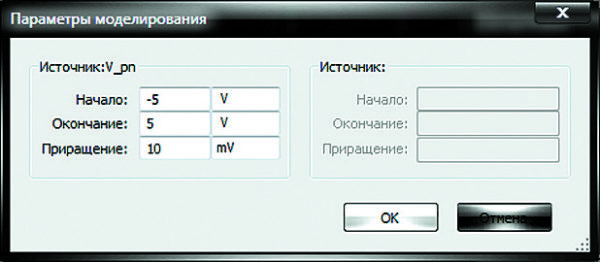 Параметры моделирования
X
Источник:V_pn
Начало: -5 V
Окончание: 5 V
Приращение: 10 mV
Источник:
Начало:
Окончание:
Приращение:
OK
Отмена